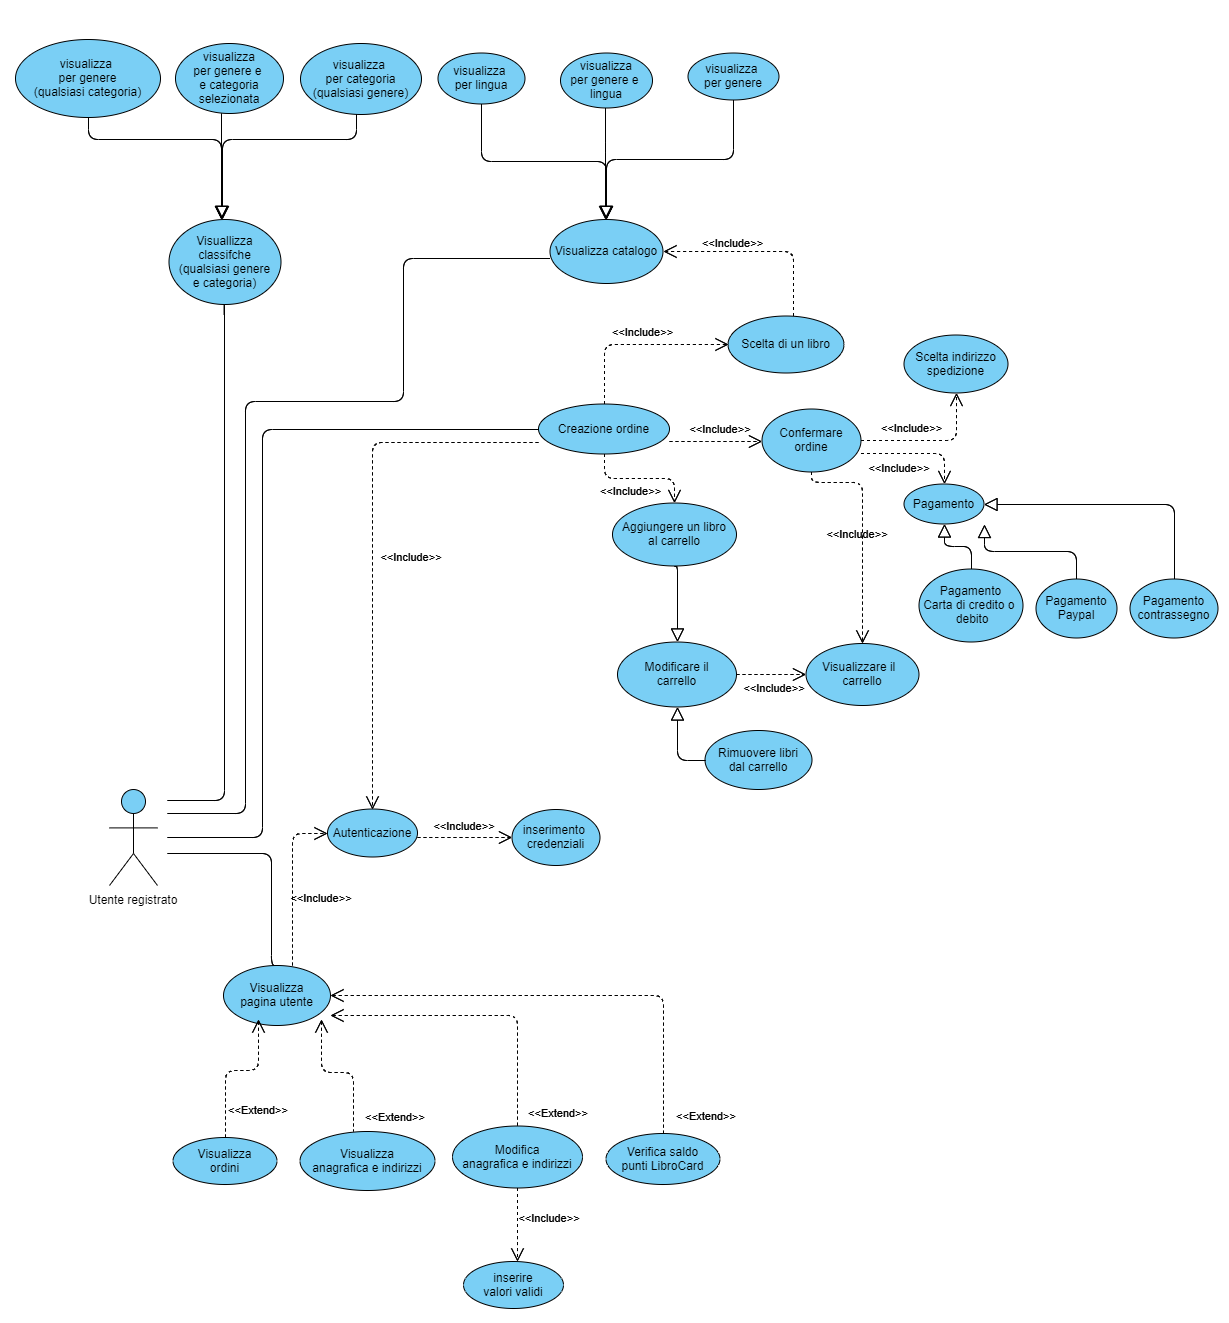 visualizza
per genere
(qualsiasi categoria)
visualizza
per genere e
e categoria
selezionata
visualizza
per categoria
(qualsiasi genere)
visualizza
per lingua
visualizza
per genere e
lingua
visualizza
per genere
Visuallizza
classifche
(qualsiasi genere
e categoria)
Visualizza catalogo
<<Include>>
<<Include>>
Scelta di un libro
Scelta indirizzo
spedizione
Creazione ordine
<<Include>>
Confermare
ordine
<<Include>>
<<Include>>
<<Include>>
Pagamento
Aggiungere un libro
al carrello
<<Include>>
<<Include>>
Pagamento
Carta di credito o
debito
Pagamento
Paypal
Pagamento
contrassegno
Modificare il
carrello
<<Include>>
Visualizzare il
carrello
Rimuovere libri
dal carrello
Autenticazione
<<Include>>
inserimento
credenziali
Utente registrato
<<Include>>
Visualizza
pagina utente
<<Extend>>
<<Extend>>
<<Extend>>
<<Extend>>
Visualizza
ordini
Visualizza
anagrafica e indirizzi
Modifica
anagrafica e indirizzi
Verifica saldo
punti LibroCard
<<Include>>
inserire
valori validi